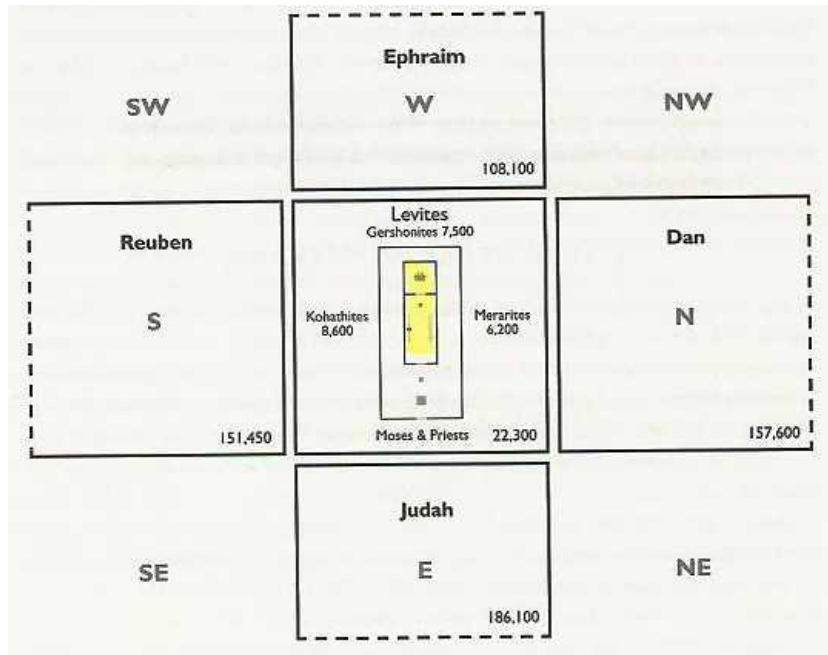 Ephraim
SW
W
NW
108,100
Levites
Gershonites 7,500
Reuben
Dan
S
Kohathites
8,600
Merarites
6,200
N
151,450
Moses & Priests
22,300
157,600
Judah
SE
E
NE
186,100